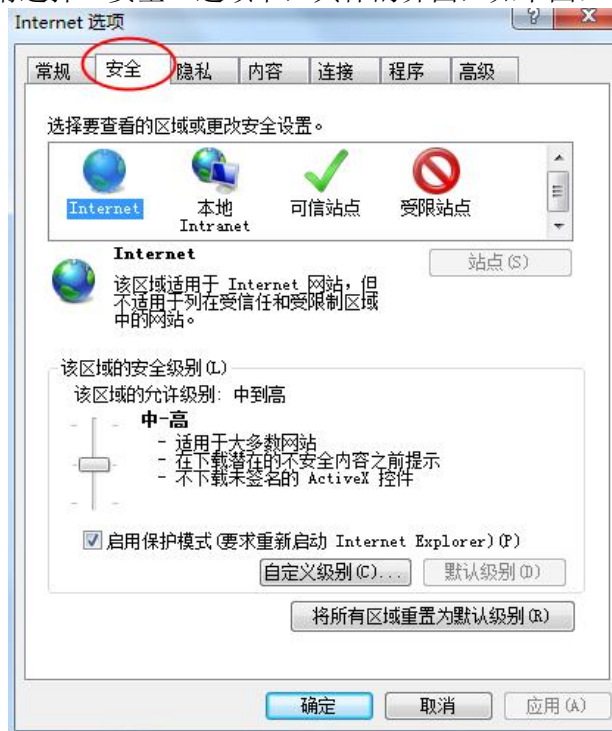 Internet 选项
常规 安全 隐私 内容 连接 程序 高级
选择要查看的区域或更改安全设置。
Internet 本地 Intranet 可信站点 受限站点
Internet
站点(S)
该区域适用于 Internet 网站，但
不适用于列在受信任和受限制区域
中的网站。
该区域的安全级别(L)
该区域的允许级别: 中到高
中-高
- 适用于大多数网站
- 在下载潜在的不安全内容之前提示
- 不下载未签名的 ActiveX 控件
启用保护模式(要求重新启动 Internet Explorer)(P)
自定义级别(C)... 默认级别(D)
将所有区域重置为默认级别(R)
确定 取消 应用(A)